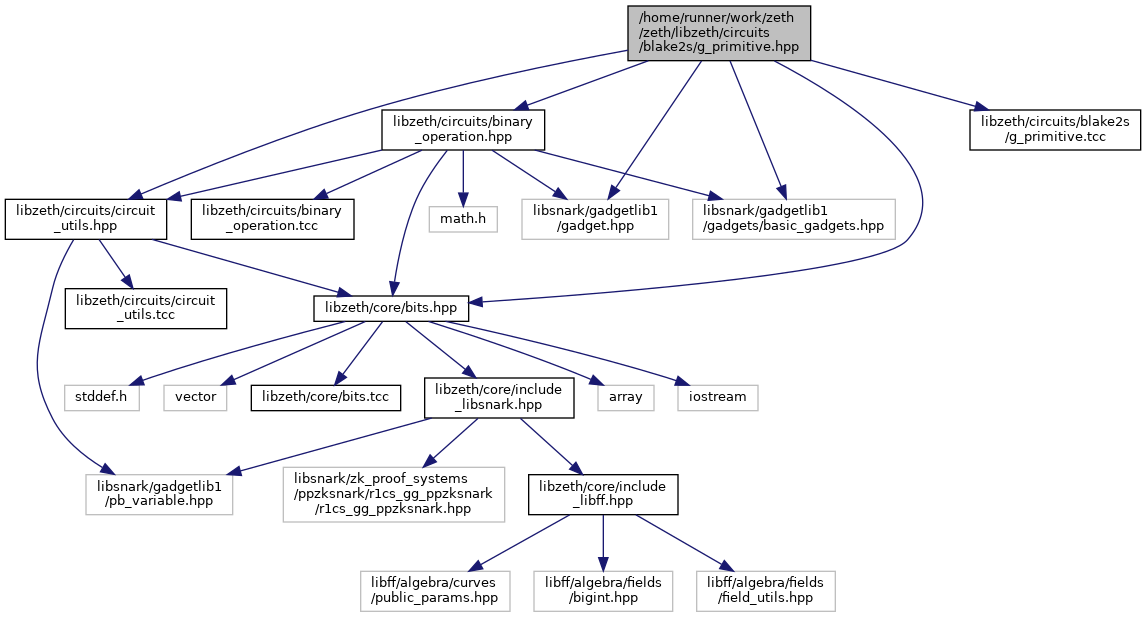 /home/runner/work/zeth
/zeth/libzeth/circuits
/blake2s/g_primitive.hpp
libzeth/circuits/binary
_operation.hpp
libzeth/circuits/blake2s
/g_primitive.tcc
libzeth/circuits/circuit
_utils.hpp
libzeth/circuits/binary
_operation.tcc
math.h
libsnark/gadgetlib1
/gadget.hpp
libsnark/gadgetlib1
/gadgets/basic_gadgets.hpp
libzeth/circuits/circuit
_utils.tcc
libzeth/core/bits.hpp
stddef.h
vector
libzeth/core/bits.tcc
libzeth/core/include
_libsnark.hpp
array
iostream
libsnark/gadgetlib1
/pb_variable.hpp
libsnark/zk_proof_systems
/ppzksnark/r1cs_gg_ppzksnark
/r1cs_gg_ppzksnark.hpp
libzeth/core/include
_libff.hpp
libff/algebra/curves
/public_params.hpp
libff/algebra/fields
/bigint.hpp
libff/algebra/fields
/field_utils.hpp